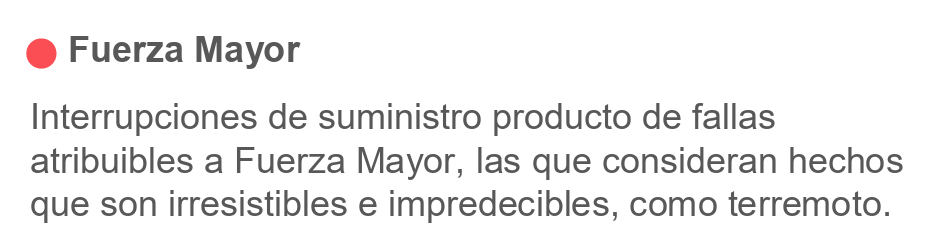 Fuerza Mayor
Interrupciones de suministro producto de fallas
atribuibles a Fuerza Mayor, las que consideran hechos
que son irresistibles e impredecibles, como terremoto.